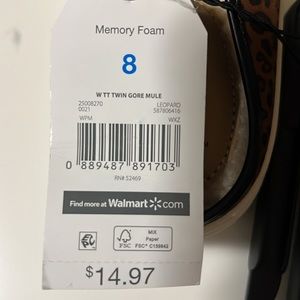 Memory Foam
8
W TT TWIN GORE MULE
25008270 LEOPARD
0021 587806416
WPM WXZ
0 889487 891703
RN# 52469
Find more at Walmart.com
FSC
MIX
Paper
FSC® C159842
$14.97